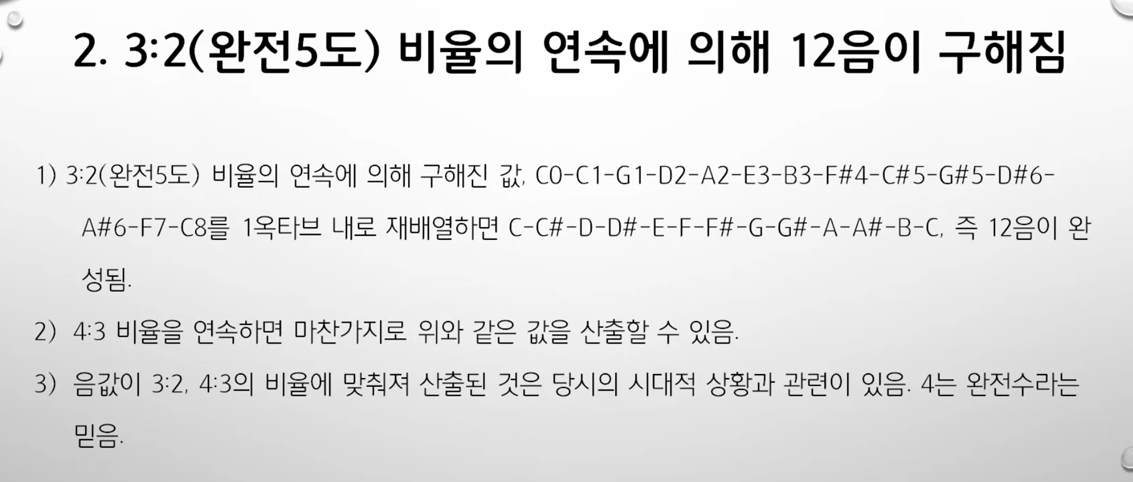 2. 3:2(완전5도) 비율의 연속에 의해 12음이 구해짐
1) 3:2(완전5도) 비율의 연속에 의해 구해진 값, C0-C1-G1-D2-A2-E3-B3-F#4-C#5-G#5-D#6-
A#6-F7-C8를 1옥타브 내로 재배열하면 C-C#-D-D#-E-F-F#-G-G#-A-A#-B-C, 즉 12음이 완
성됨.
2) 4:3 비율을 연속하면 마찬가지로 위와 같은 값을 산출할 수 있음.
3) 음값이 3:2, 4:3의 비율에 맞춰져 산출된 것은 당시의 시대적 상황과 관련이 있음. 4는 완전수라는
믿음.